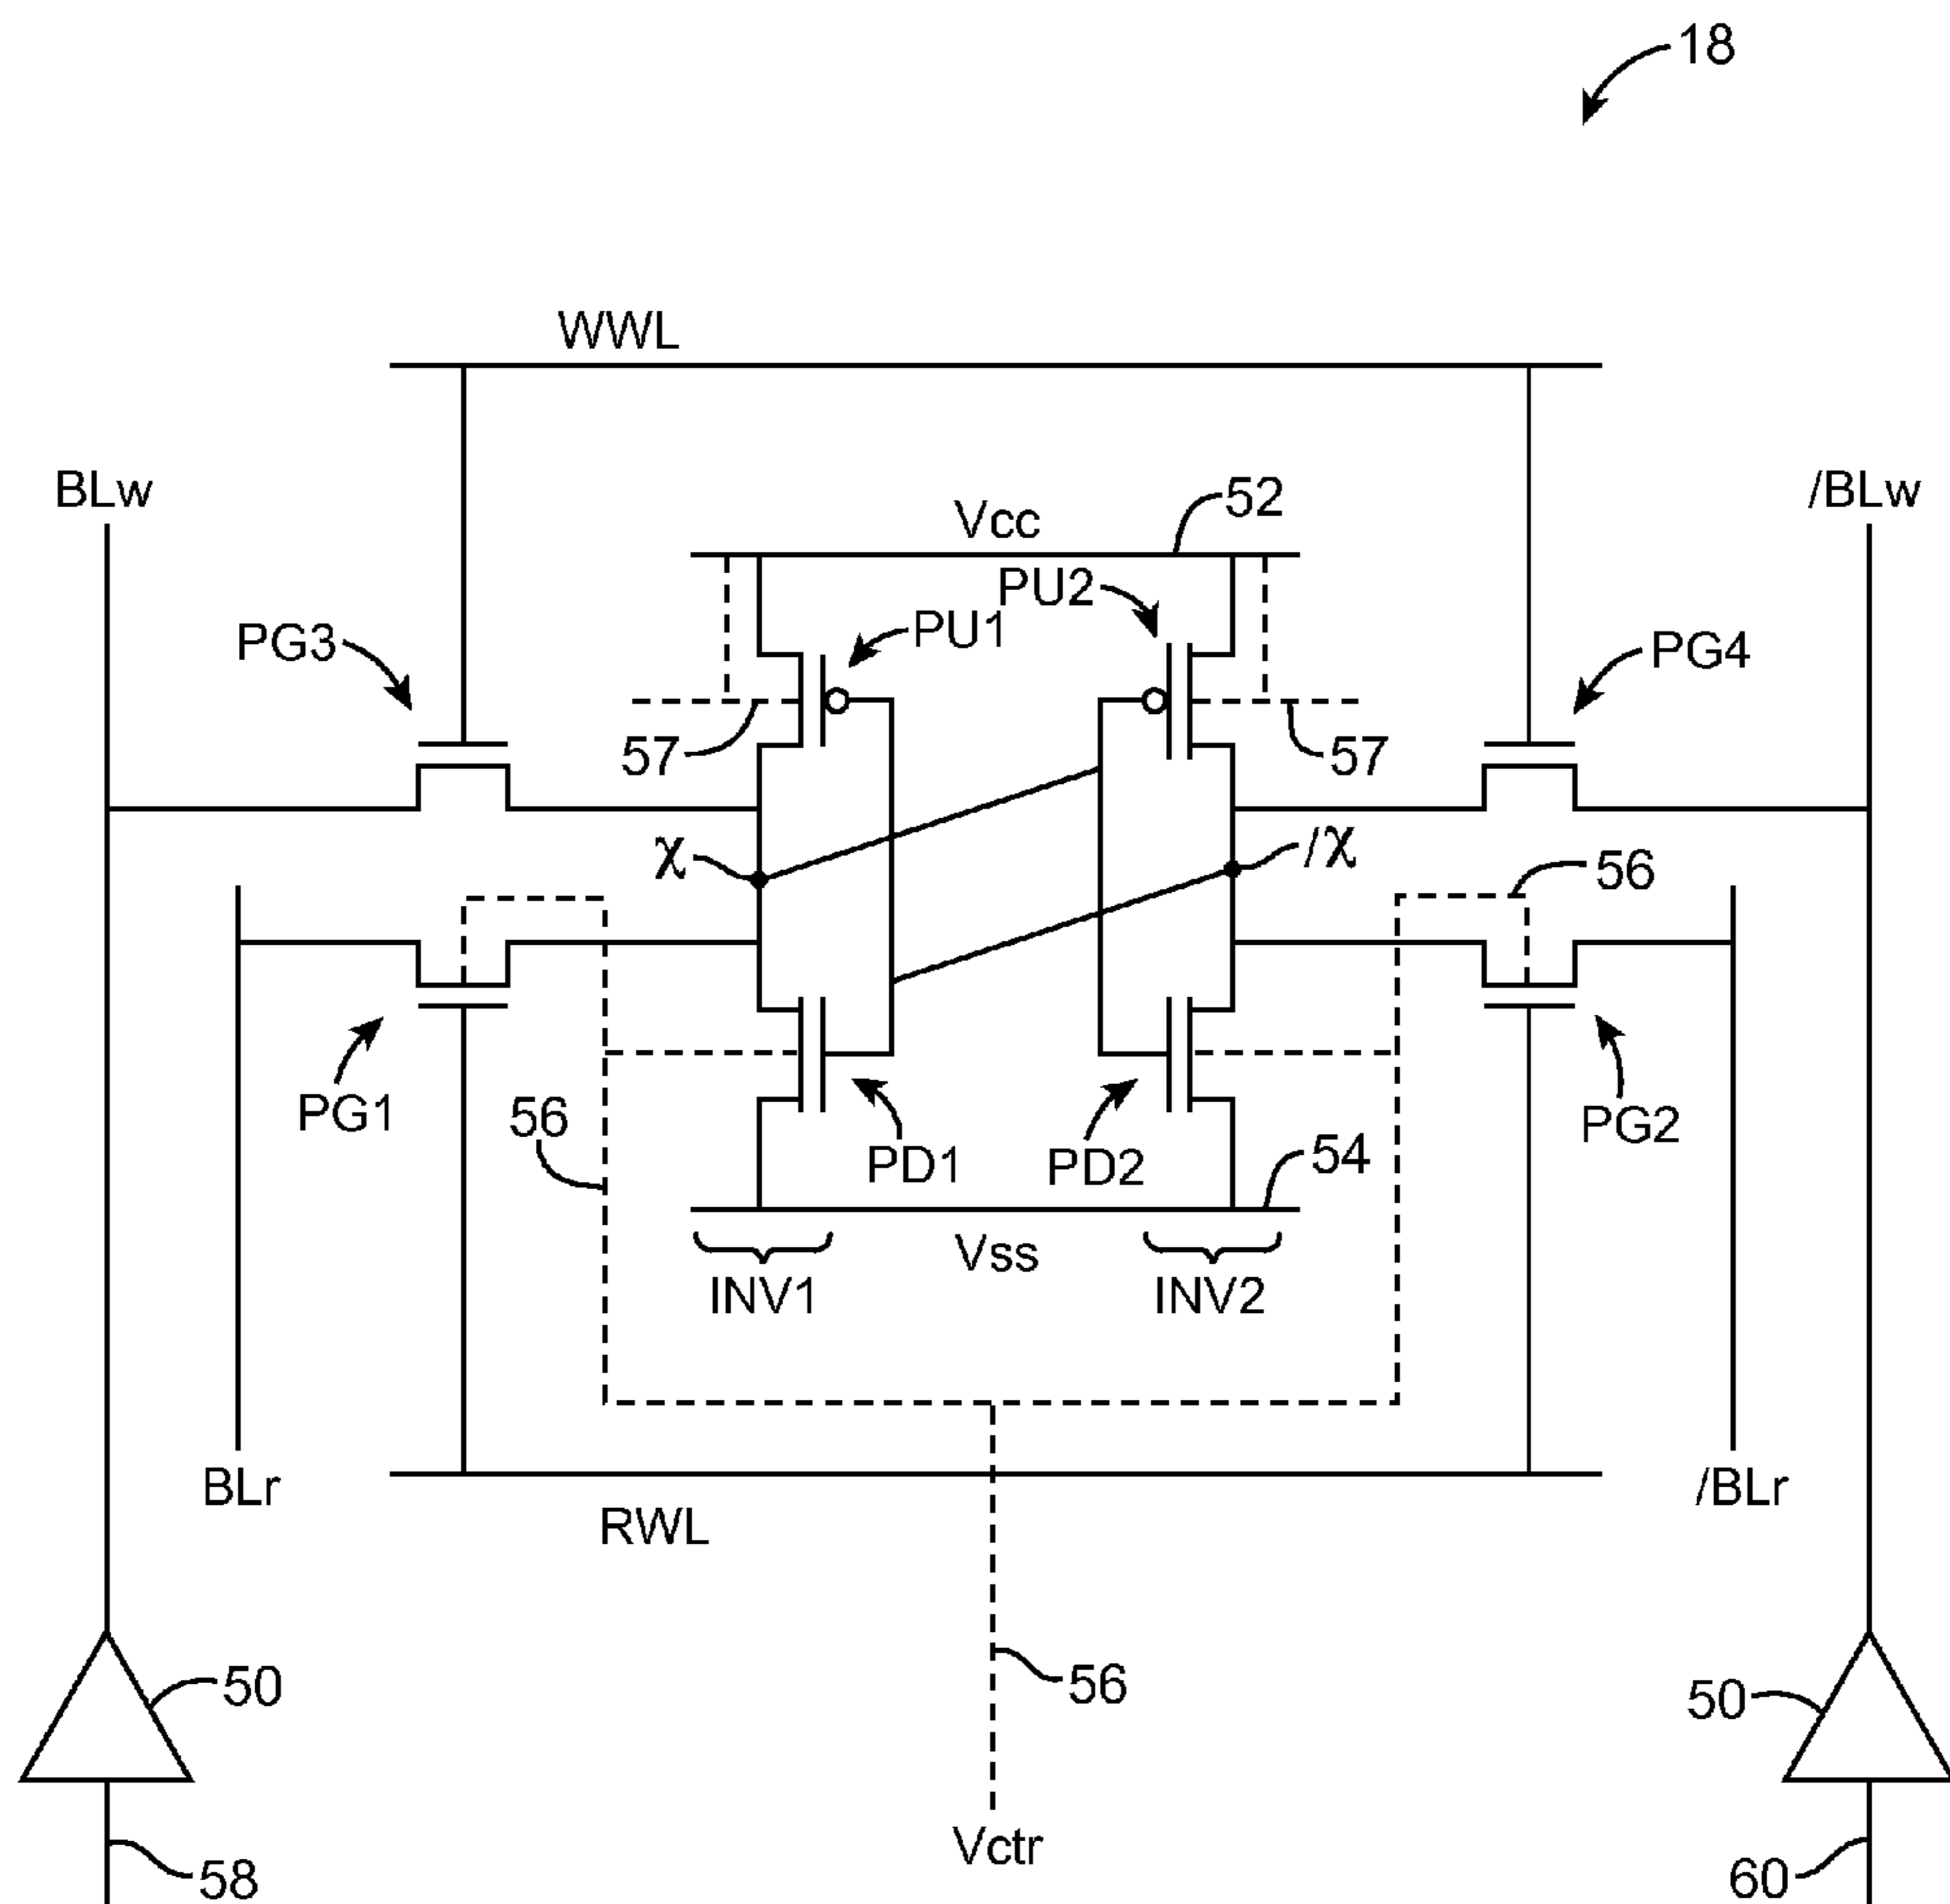 18
WWL
BLw
/BLw
Vcc
52
PU2
PU1
PG3
PG4
57
57
χ
/χ
56
PG1
56
PD1
PD2
54
PG2
Vss
INV1
INV2
BLr
/BLr
RWL
50
56
50
Vctr
58
60